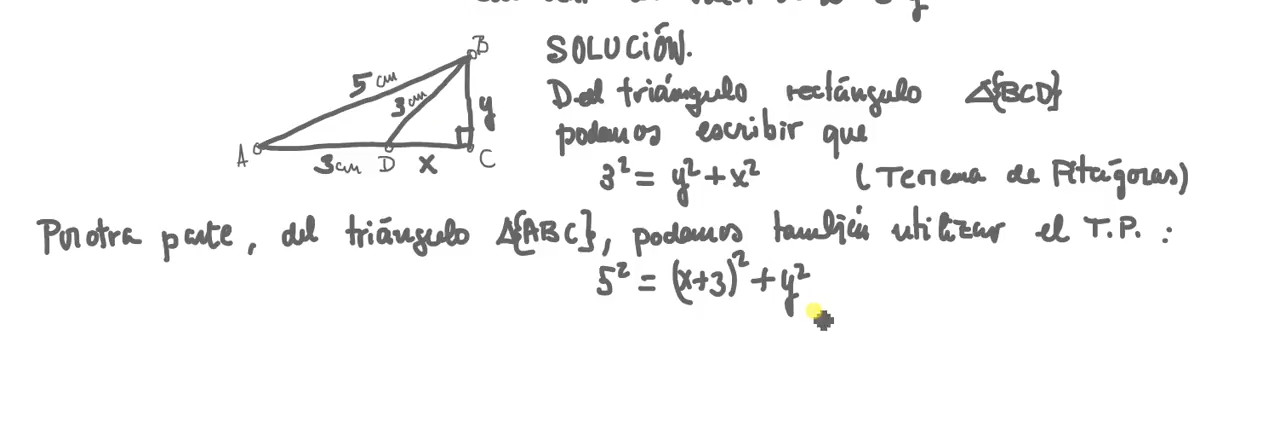 SOLUCIÓN.
Del triángulo rectángulo Δ{BCD}
podemos escribir que
3² = y² + x² (Teorema de Pitágoras)
Por otra parte, del triángulo Δ{ABC}, podemos también utilizar el T.P. :
5² = (x+3)² + y²
B
5 cm
3 cm
y
A
3 cm
D
x
C